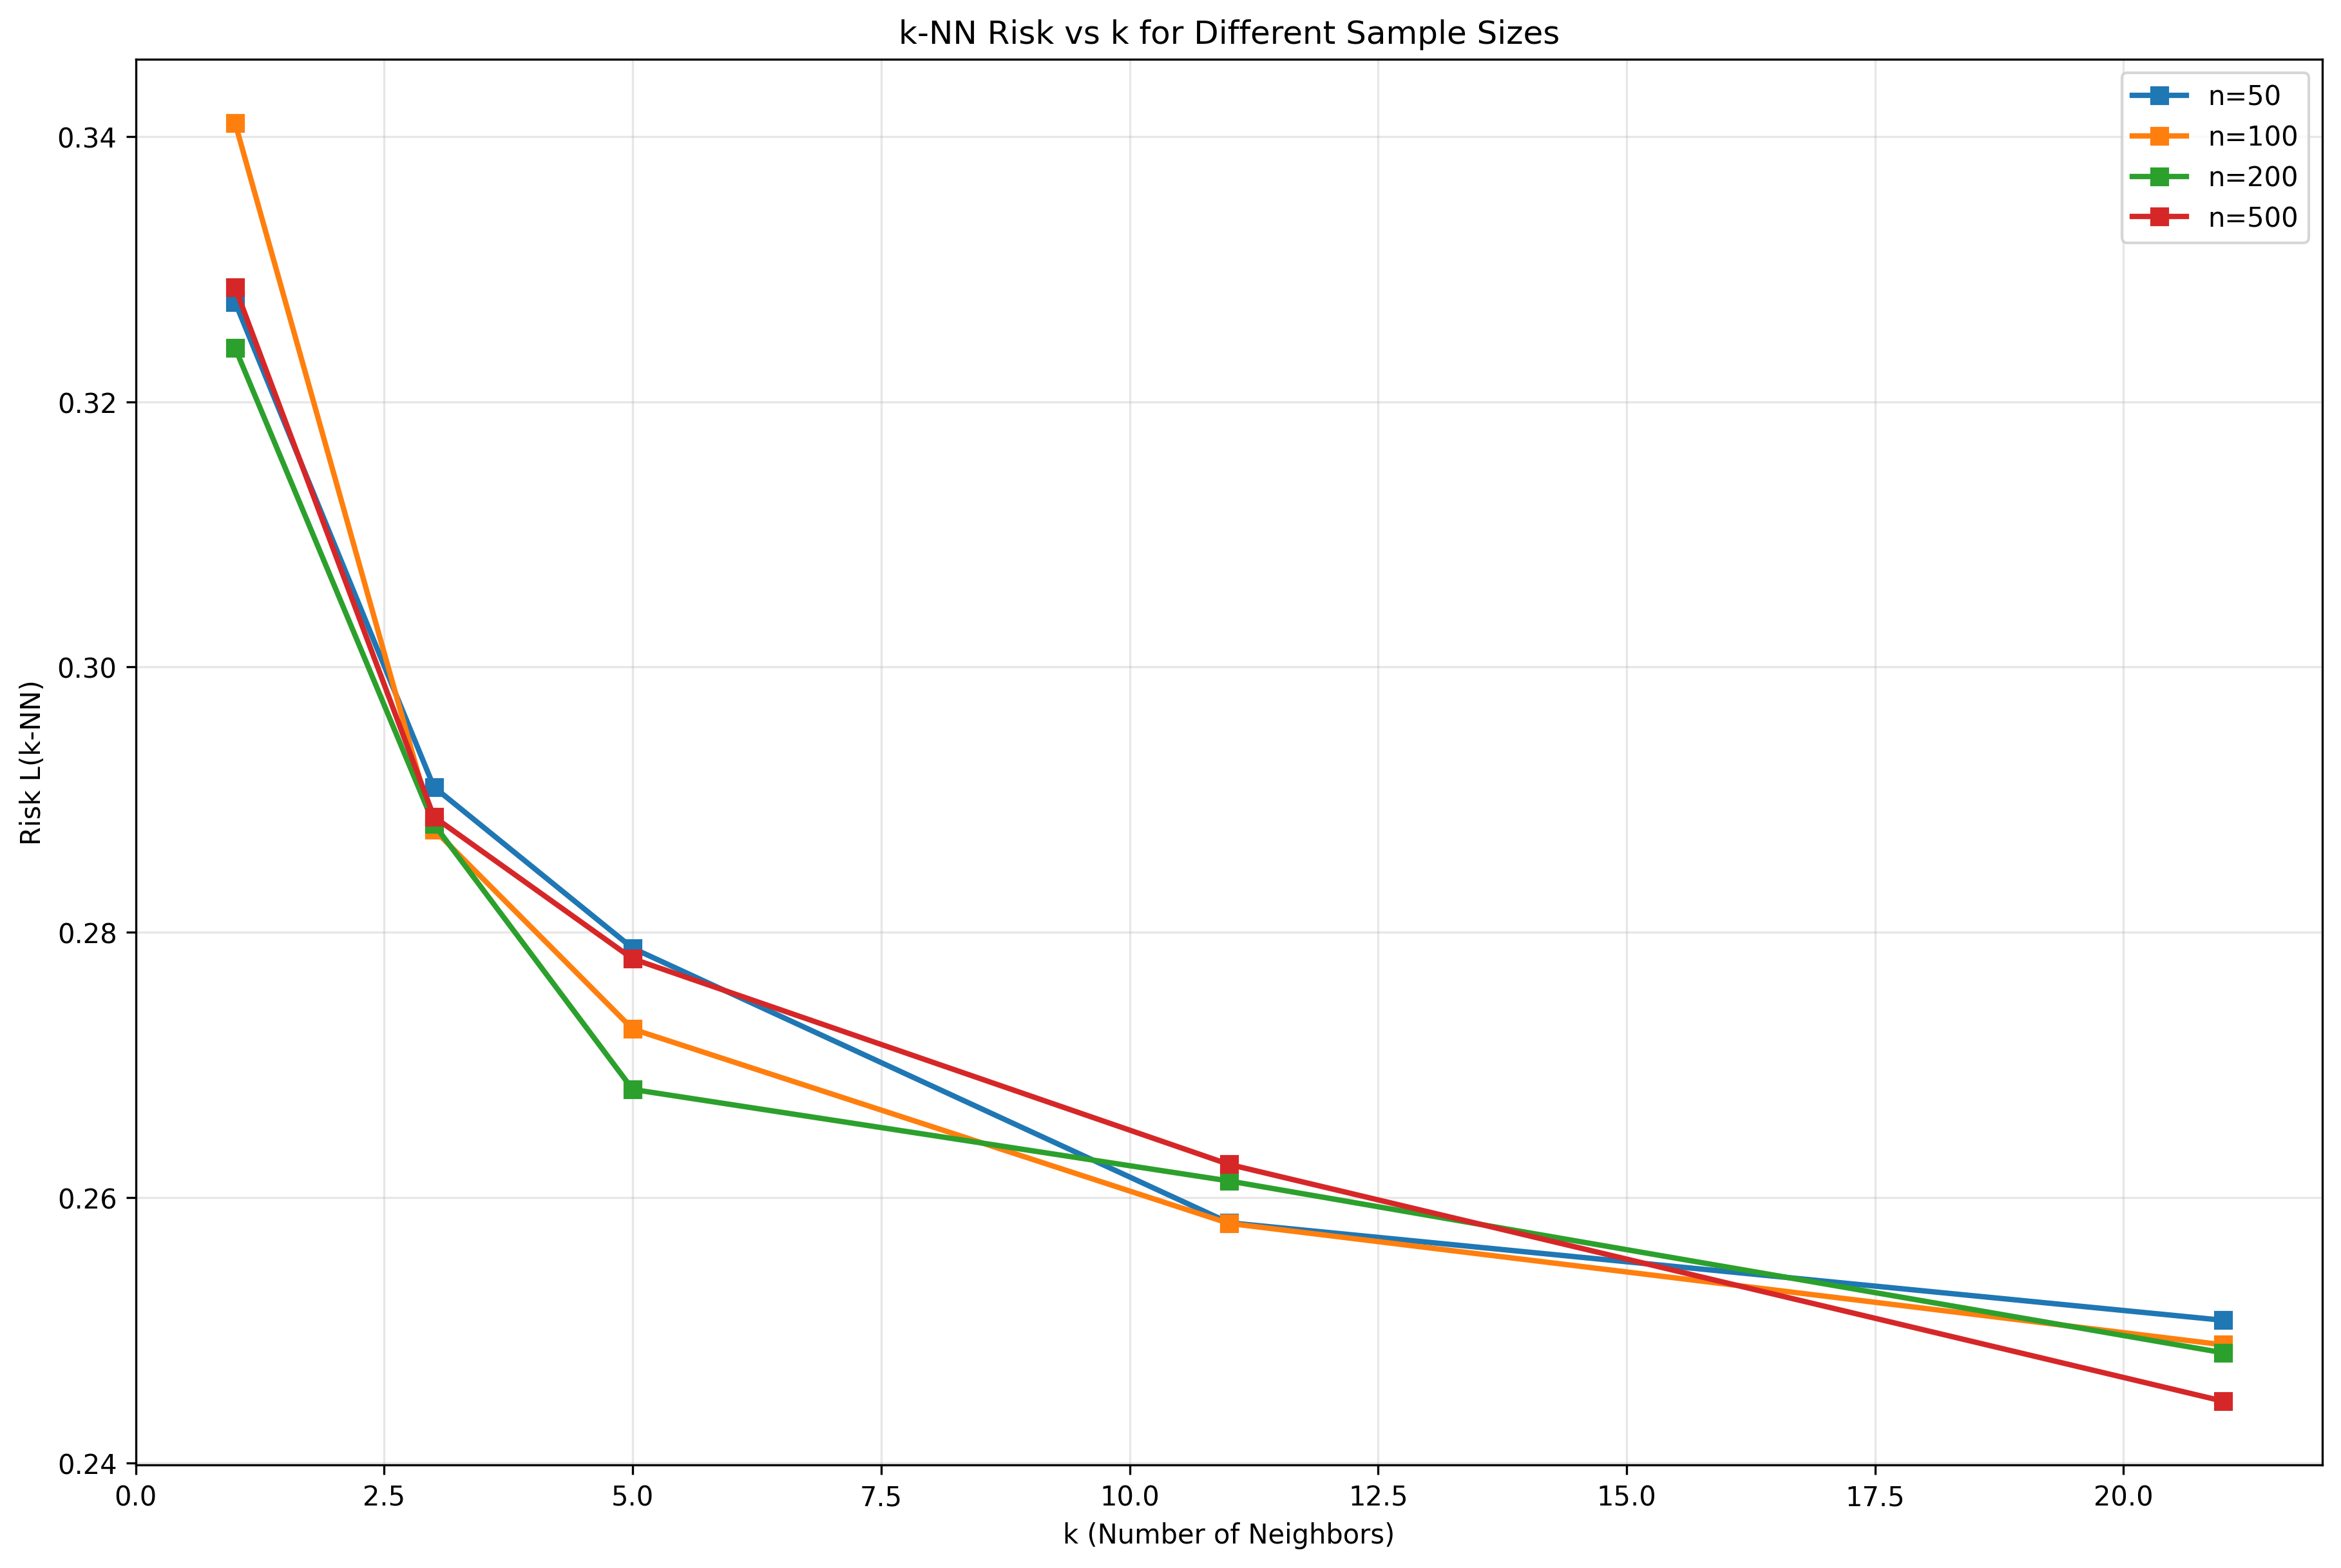 k-NN Risk vs k for Different Sample Sizes
n=50
n=100
n=200
n=500
Risk L(k-NN)
0.34
0.32
0.30
0.28
0.26
0.24
0.0 2.5 5.0 7.5 10.0 12.5 15.0 17.5 20.0
k (Number of Neighbors)